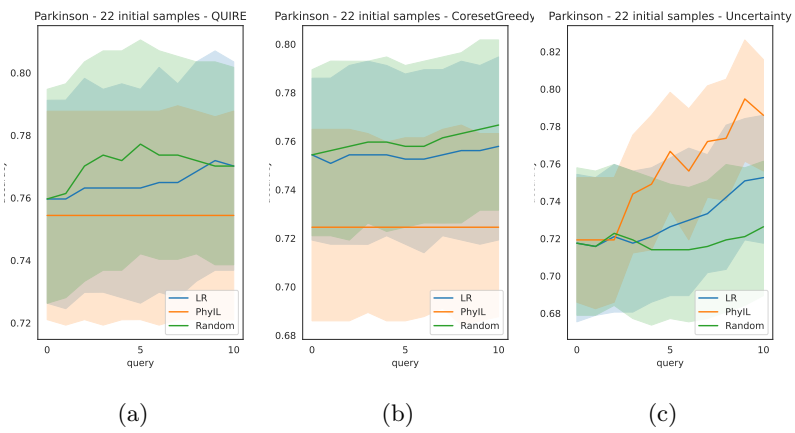 Parkinson - 22 initial samples - QUIRE
0.80
0.78
0.76
0.74
0.72
0
5
10
query
LR
PhyIL
Random
(a)
Parkinson - 22 initial samples - CoresetGreedy
0.80
0.78
0.76
0.74
0.72
0.70
0.68
0
5
10
query
LR
PhyIL
Random
(b)
Parkinson - 22 initial samples - Uncertainty
0.82
0.80
0.78
0.76
0.74
0.72
0.70
0.68
0
5
10
query
LR
PhyIL
Random
(c)